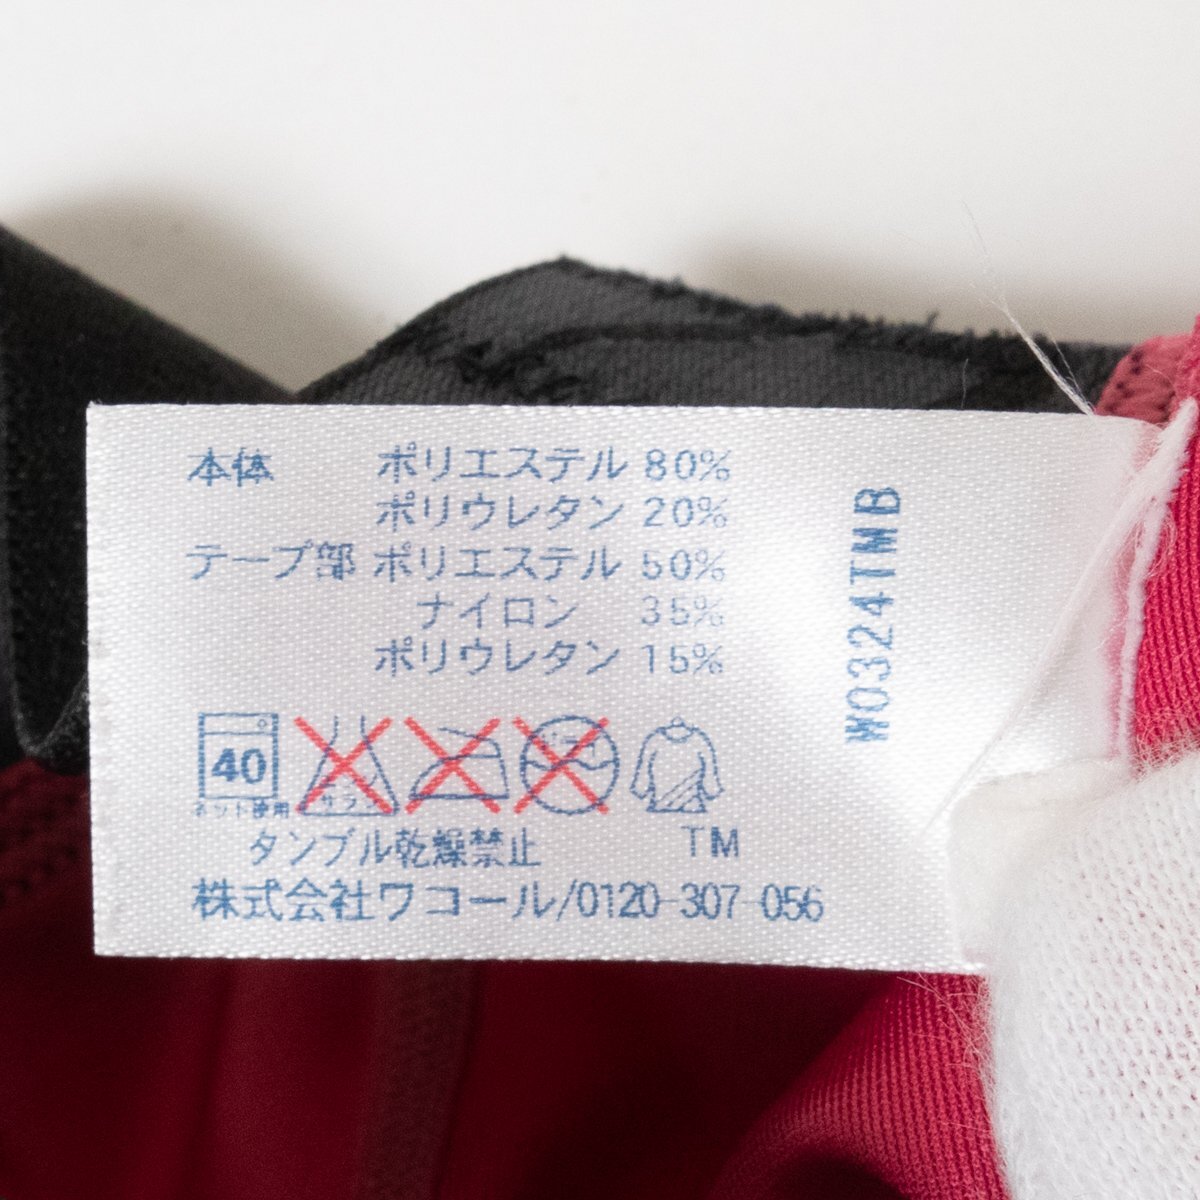 本体 ポリエステル 80%
ポリウレタン 20%
テープ部 ポリエステル 50%
ナイロン 35%
ポリウレタン 15%
40
ネット使用
サラシ
タンブル乾燥禁止 TM
株式会社ワコール/0120-307-056
W0324TMB